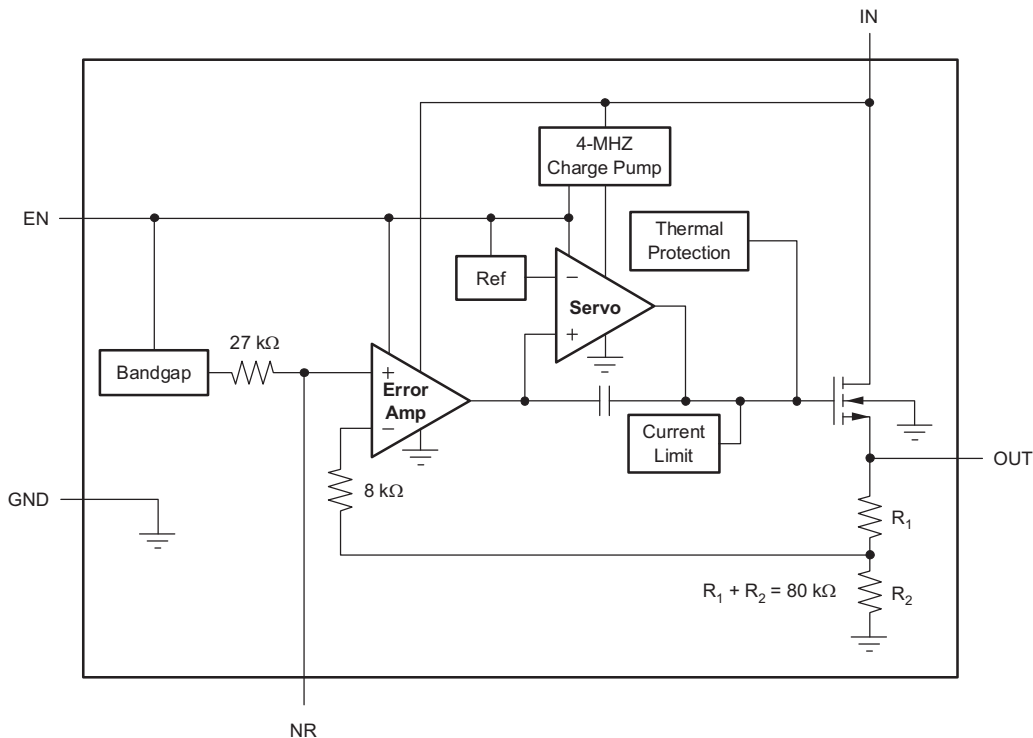 IN
4-MHZ
Charge Pump
EN
Thermal
Protection
Ref
−
Servo
+
27 kΩ
Bandgap
+
Error
Amp
−
Current
Limit
OUT
8 kΩ
GND
R1
R1 + R2 = 80 kΩ
R2
NR